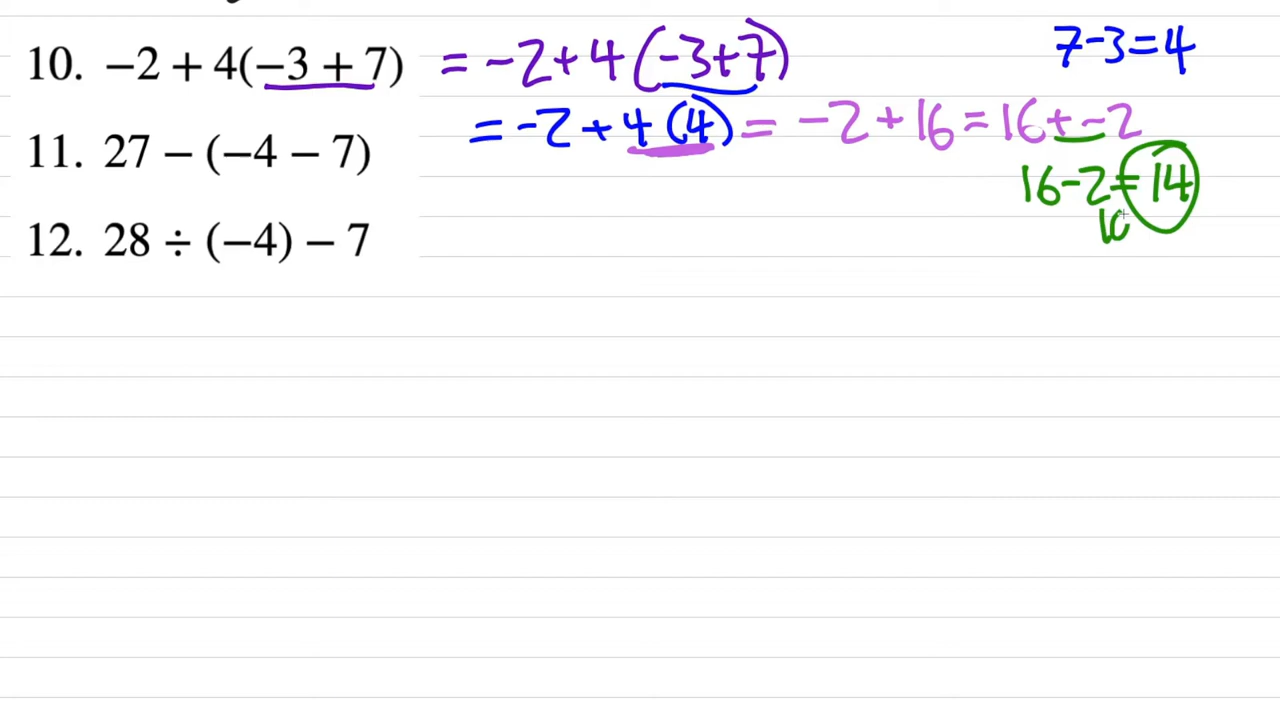 10. −2 + 4(−3 + 7) = -2+4(-3+7) 7-3=4
= -2+4(4) = -2+16 = 16+-2
11. 27 − (−4 − 7)
16-2=14
10
12. 28 ÷ (−4) − 7